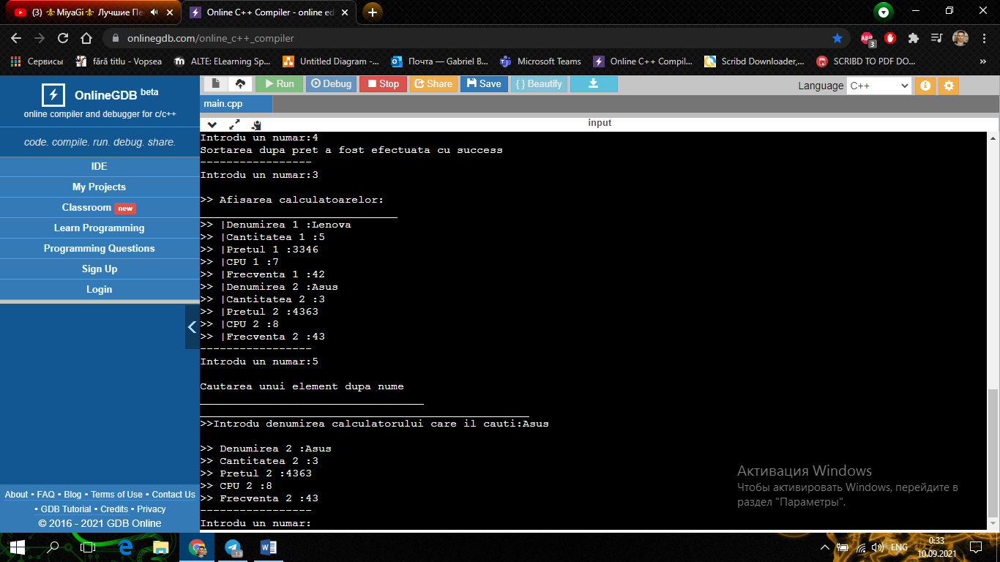 (3) ⚜MiyaGi⚜ Лучшие Пе
Online C++ Compiler - online ed
onlinegdb.com/online_c++_compiler
ABP
3
Сервисы
fără titlu - Vopsea
m ALTE: ELearning Sp...
Untitled Diagram -...
Почта — Gabriel B...
Microsoft Teams
Online C++ Compil...
Scribd Downloader,...
SCRIBD TO PDF DO...
»
OnlineGDB beta
online compiler and debugger for c/c++
code. compile. run. debug. share.
IDE
My Projects
Classroom new
Learn Programming
Programming Questions
Sign Up
Login
About • FAQ • Blog • Terms of Use • Contact Us
• GDB Tutorial • Credits • Privacy
© 2016 - 2021 GDB Online
Run Debug Stop Share Save { } Beautify
Language C++
main.cpp
input
Introdu un numar:4
Sortarea dupa pret a fost efectuata cu success
-----------------
Introdu un numar:3
>> Afisarea calculatoarelor:
______________________________
>> |Denumirea 1 :Lenova
>> |Cantitatea 1 :5
>> |Pretul 1 :3346
>> |CPU 1 :7
>> |Frecventa 1 :42
>> |Denumirea 2 :Asus
>> |Cantitatea 2 :3
>> |Pretul 2 :4363
>> |CPU 2 :8
>> |Frecventa 2 :43
-----------------
Introdu un numar:5
Cautarea unui element dupa nume
__________________________________
__________________________________________________
>>Introdu denumirea calculatorului care il cauti:Asus
>> Denumirea 2 :Asus
>> Cantitatea 2 :3
>> Pretul 2 :4363
>> CPU 2 :8
>> Frecventa 2 :43
-----------------
Introdu un numar:
Активация Windows
Чтобы активировать Windows, перейдите в
раздел "Параметры".
13
ENG
0:33
10.09.2021